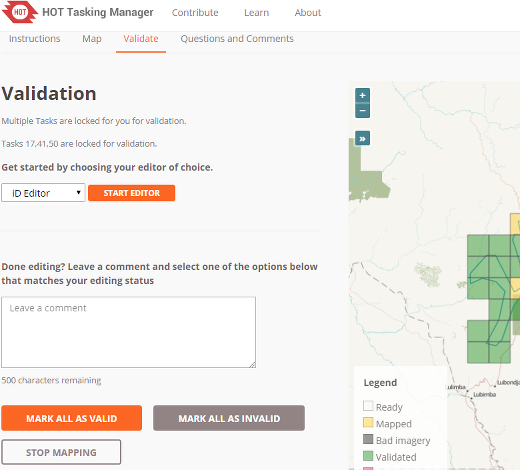 HOT HOT Tasking Manager Contribute Learn About
Instructions Map Validate Questions and Comments
Validation
Multiple Tasks are locked for you for validation.
Tasks 17,41,50 are locked for validation.
Get started by choosing your editor of choice.
iD Editor START EDITOR
Done editing? Leave a comment and select one of the options below
that matches your editing status
Leave a comment
500 characters remaining
MARK ALL AS VALID MARK ALL AS INVALID
STOP MAPPING
+
−
»
Lulimba Lubondja
Lubimba
Legend
Ready
Mapped
Bad imagery
Validated